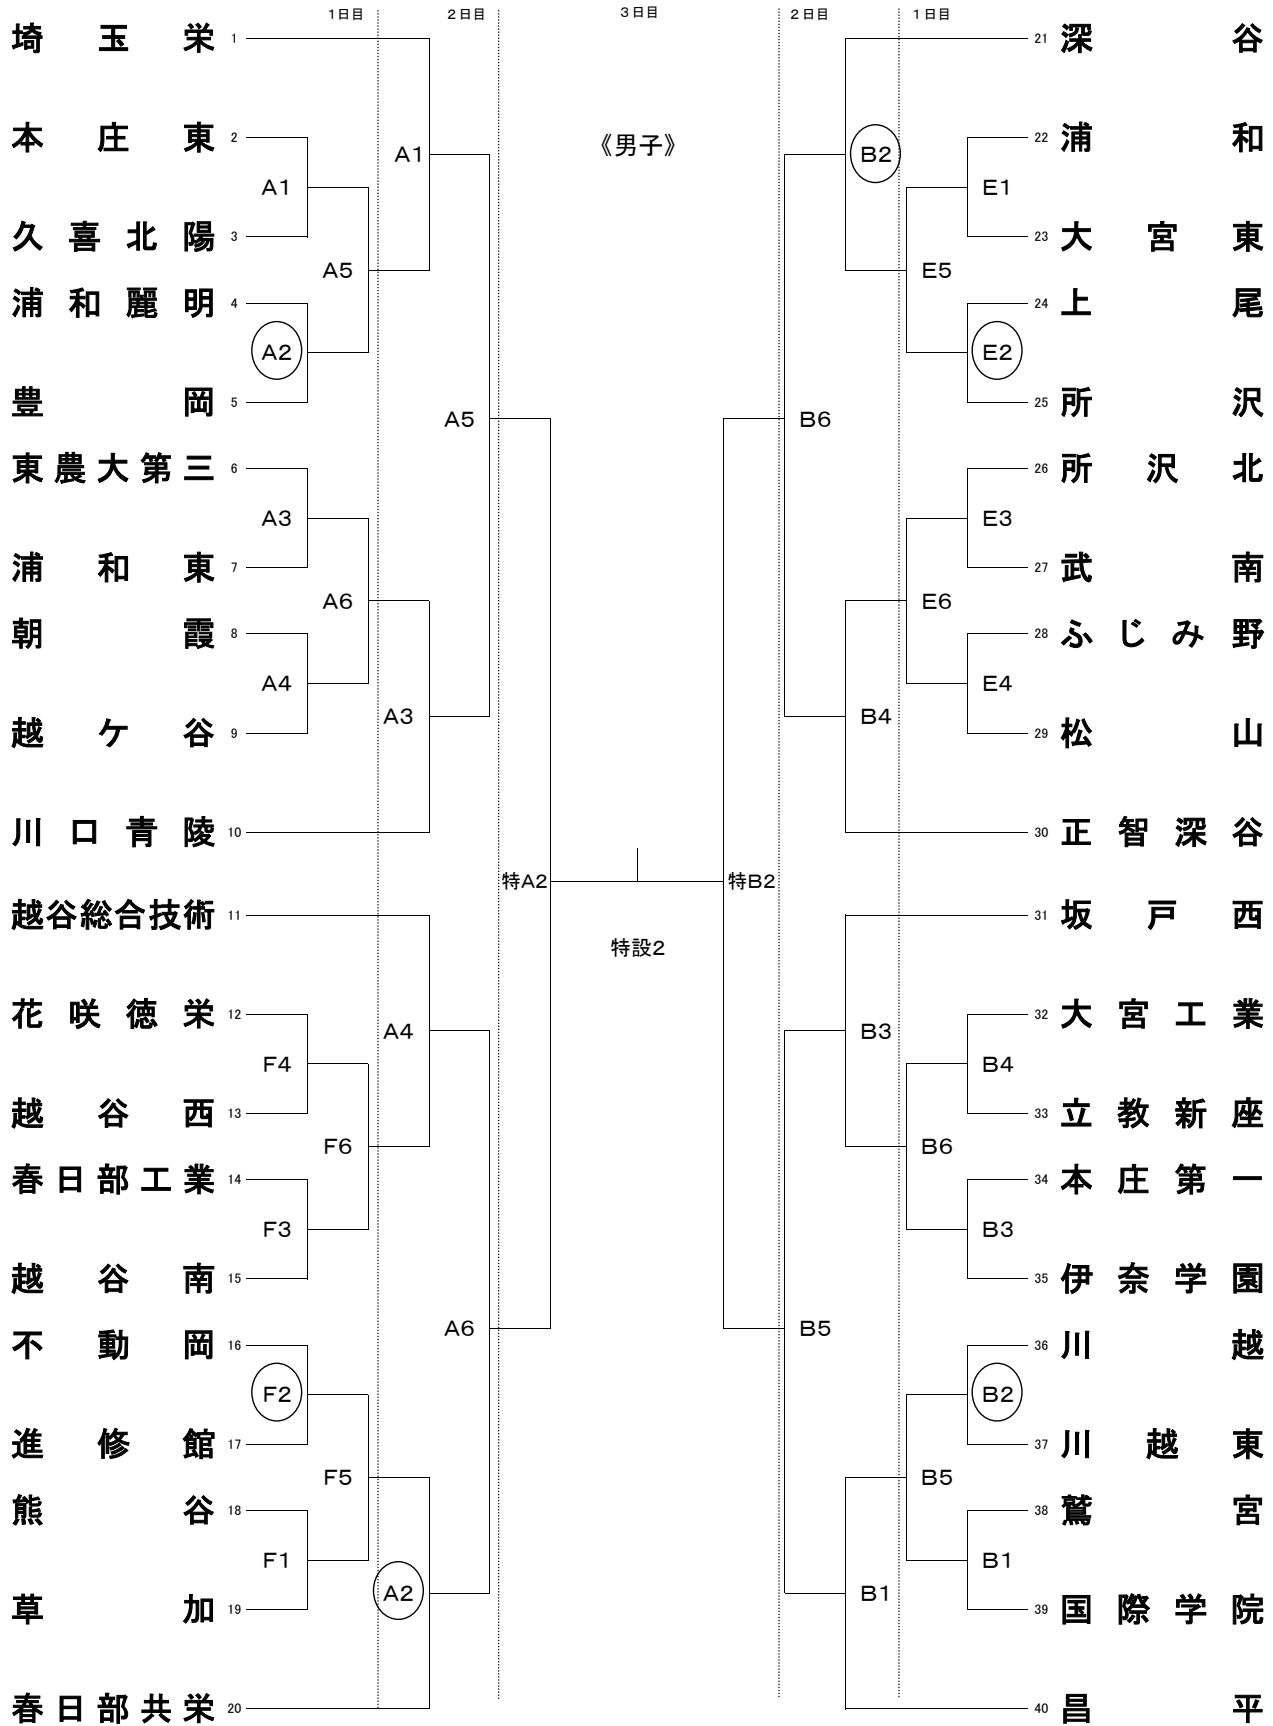 1日目 2日目 3日目 2日目 1日目
埼玉栄 1 21 深谷
本庄東 2 《男子》 22 浦和
A1 B2
A1 E1
久喜北陽 3 23 大宮東
A5 E5
浦和麗明 4 24 上尾
A2 E2
豊岡 5 25 所沢
A5 B6
東農大第三 6 26 所沢北
A3 E3
浦和東 7 27 武南
A6 E6
朝霞 8 28 ふじみ野
A4 E4
A3 B4
越ケ谷 9 29 松山
川口青陵 10 30 正智深谷
特A2 特B2
越谷総合技術 11 31 坂戸西
特設2
花咲徳栄 12 32 大宮工業
A4 B3
F4 B4
越谷西 13 33 立教新座
F6 B6
春日部工業 14 34 本庄第一
F3 B3
越谷南 15 35 伊奈学園
A6 B5
不動岡 16 36 川越
F2 B2
進修館 17 37 川越東
F5 B5
熊谷 18 38 鷲宮
F1 B1
A2 B1
草加 19 39 国際学院
春日部共栄 20 40 昌平